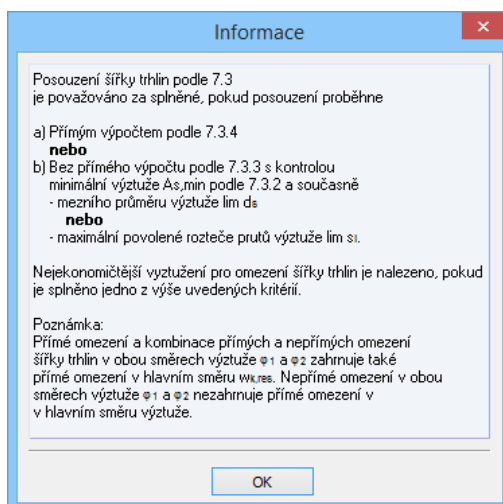 Informace
Posouzení šířky trhlin podle 7.3
je považováno za splněné, pokud posouzení proběhne
a) Přímým výpočtem podle 7.3.4
nebo
b) Bez přímého výpočtu podle 7.3.3 s kontrolou
minimální výztuže As,min podle 7.3.2 a současně
- mezního průměru výztuže lim ds
nebo
- maximální povolené rozteče prutů výztuže lim sl.
Nejekonomičtější vyztužení pro omezení šířky trhlin je nalezeno, pokud
je splněno jedno z výše uvedených kritérií.
Poznámka:
Přímé omezení a kombinace přímých a nepřímých omezení
šířky trhlin v obou směrech výztuže φ1 a φ2 zahrnuje také
přímé omezení v hlavním směru wk,res. Nepřímé omezení v obou
směrech výztuže φ1 a φ2 nezahrnuje přímé omezení v
v hlavním směru výztuže.
OK